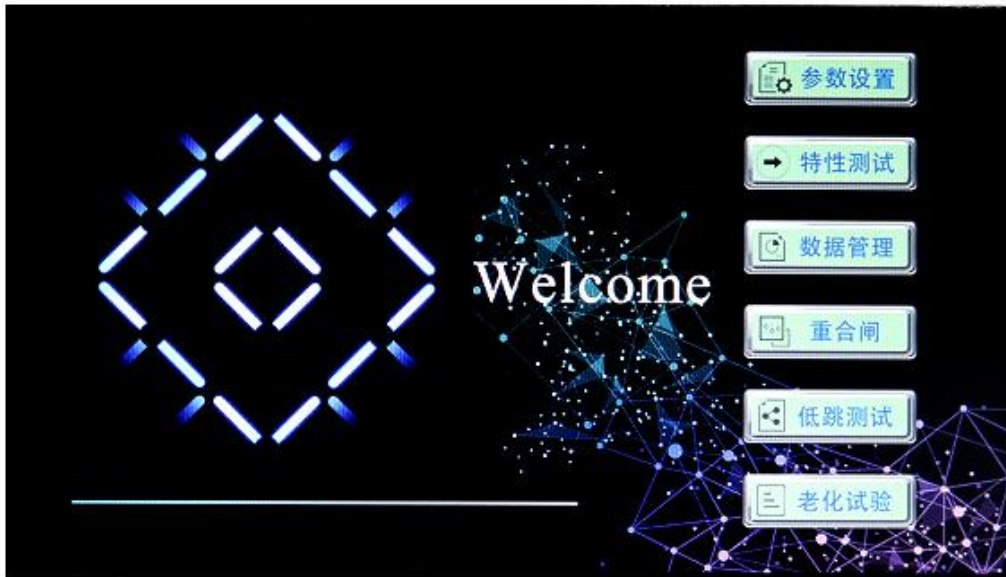 Welcome
参数设置
特性测试
数据管理
重合闸
低跳测试
老化试验